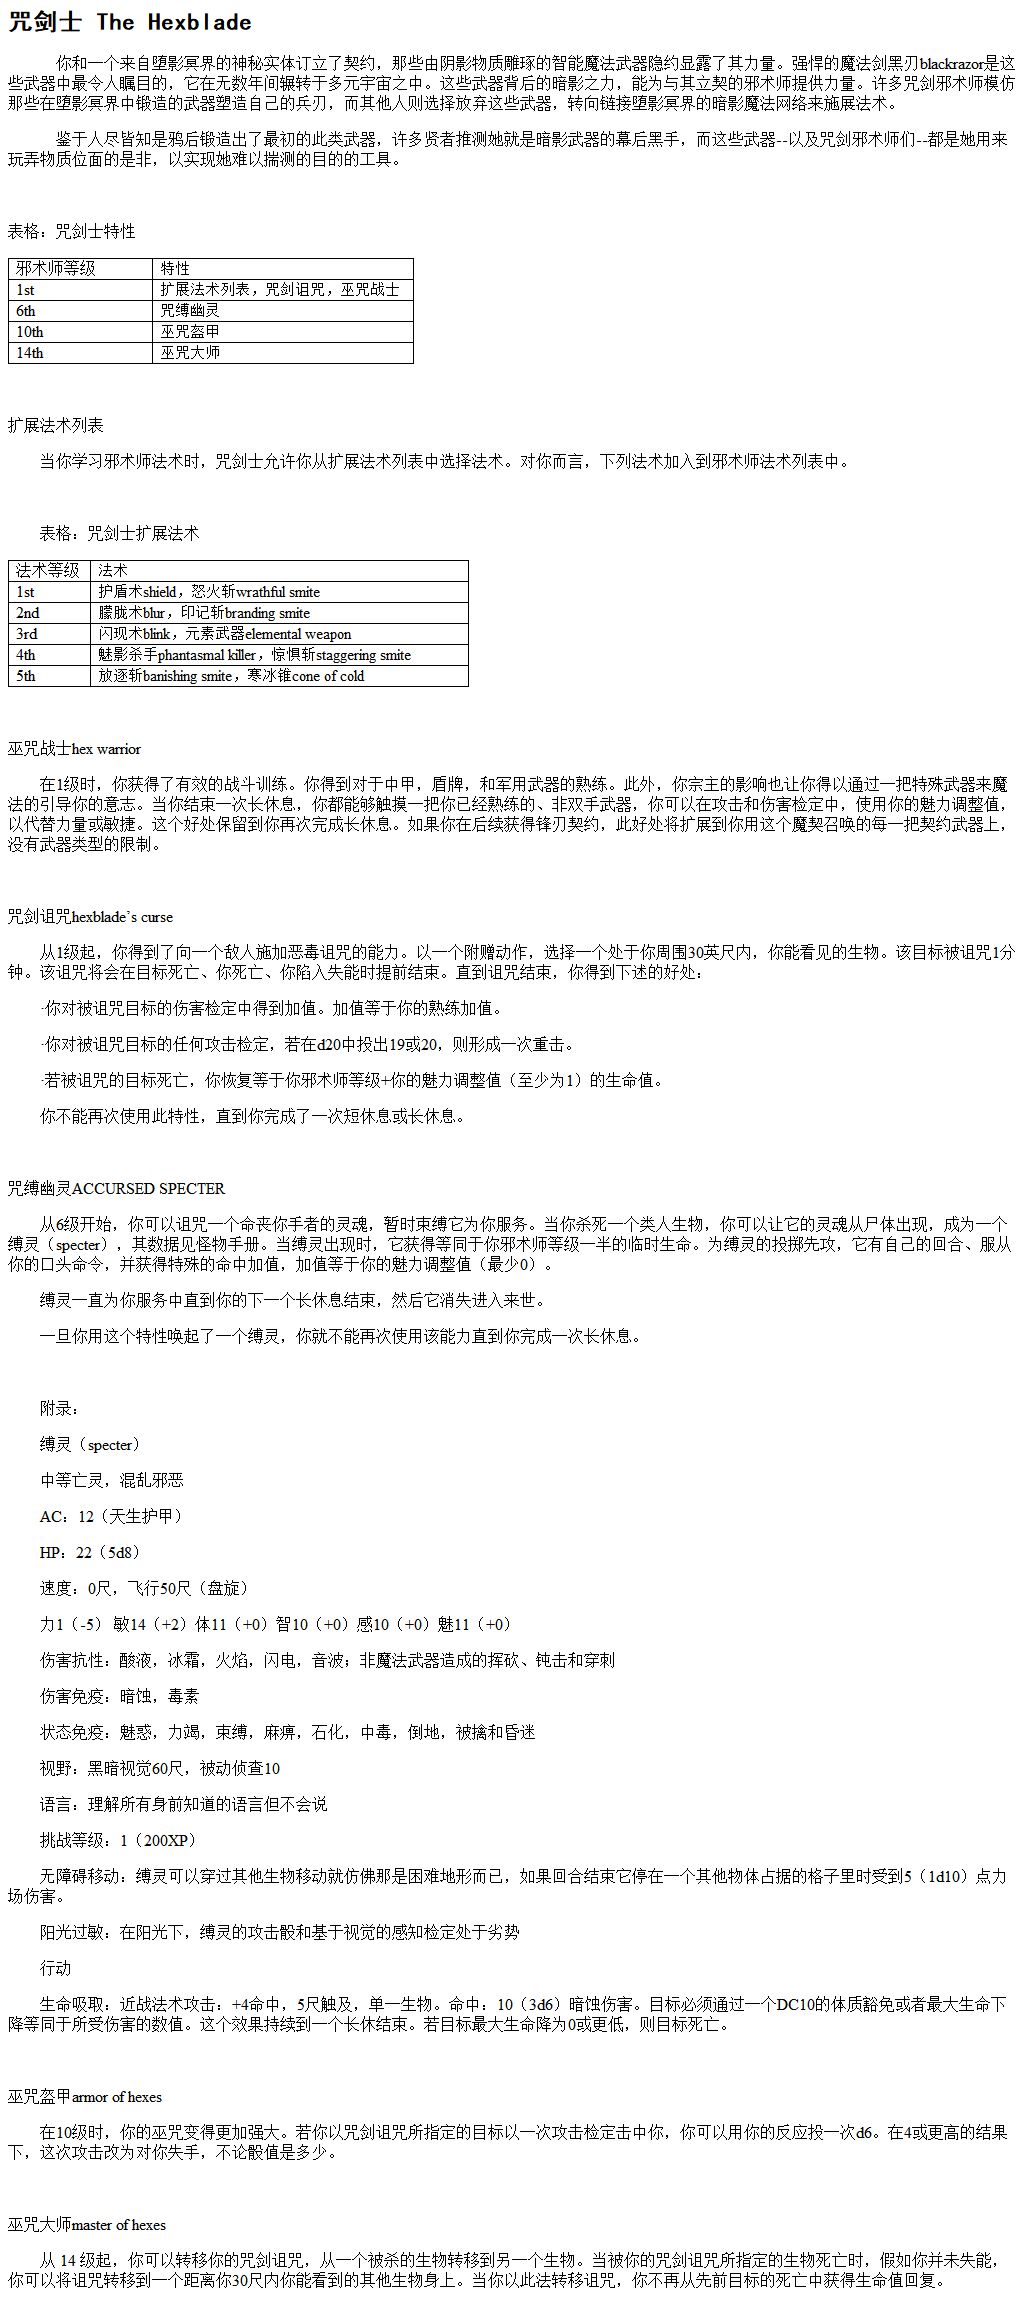 咒剑士 The Hexblade
你和一个来自堕影冥界的神秘实体订立了契约，那些由阴影物质雕琢的智能魔法武器隐约显露了其力量。强悍的魔法剑黑刃blackrazor是这
些武器中最令人瞩目的，它在无数年间辗转于多元宇宙之中。这些武器背后的暗影之力，能为与其立契的邪术师提供力量。许多咒剑邪术师模仿
那些在堕影冥界中锻造的武器塑造自己的兵刃，而其他人则选择放弃这些武器，转向链接堕影冥界的暗影魔法网络来施展法术。
鉴于人尽皆知是鸦后锻造出了最初的此类武器，许多贤者推测她就是暗影武器的幕后黑手，而这些武器--以及咒剑邪术师们--都是她用来
玩弄物质位面的是非，以实现她难以揣测的目的的工具。
表格：咒剑士特性
邪术师等级 特性
1st 扩展法术列表，咒剑诅咒，巫咒战士
6th 咒缚幽灵
10th 巫咒盔甲
14th 巫咒大师
扩展法术列表
当你学习邪术师法术时，咒剑士允许你从扩展法术列表中选择法术。对你而言，下列法术加入到邪术师法术列表中。
表格：咒剑士扩展法术
法术等级 法术
1st 护盾术shield，怒火斩wrathful smite
2nd 朦胧术blur，印记斩branding smite
3rd 闪现术blink，元素武器elemental weapon
4th 魅影杀手phantasmal killer，惊惧斩staggering smite
5th 放逐斩banishing smite，寒冰锥cone of cold
巫咒战士hex warrior
在1级时，你获得了有效的战斗训练。你得到对于中甲，盾牌，和军用武器的熟练。此外，你宗主的影响也让你得以通过一把特殊武器来魔
法的引导你的意志。当你结束一次长休息，你都能够触摸一把你已经熟练的、非双手武器，你可以在攻击和伤害检定中，使用你的魅力调整值，
以代替力量或敏捷。这个好处保留到你再次完成长休息。如果你在后续获得锋刃契约，此好处将扩展到你用这个魔契召唤的每一把契约武器上，
没有武器类型的限制。
咒剑诅咒hexblade’s curse
从1级起，你得到了向一个敌人施加恶毒诅咒的能力。以一个附赠动作，选择一个处于你周围30英尺内，你能看见的生物。该目标被诅咒1分
钟。该诅咒将会在目标死亡、你死亡、你陷入失能时提前结束。直到诅咒结束，你得到下述的好处：
·你对被诅咒目标的伤害检定中得到加值。加值等于你的熟练加值。
·你对被诅咒目标的任何攻击检定，若在d20中投出19或20，则形成一次重击。
·若被诅咒的目标死亡，你恢复等于你邪术师等级+你的魅力调整值（至少为1）的生命值。
你不能再次使用此特性，直到你完成了一次短休息或长休息。
咒缚幽灵ACCURSED SPECTER
从6级开始，你可以诅咒一个命丧你手者的灵魂，暂时束缚它为你服务。当你杀死一个类人生物，你可以让它的灵魂从尸体出现，成为一个
缚灵（specter），其数据见怪物手册。当缚灵出现时，它获得等同于你邪术师等级一半的临时生命。为缚灵的投掷先攻，它有自己的回合、服从
你的口头命令，并获得特殊的命中加值，加值等于你的魅力调整值（最少0）。
缚灵一直为你服务中直到你的下一个长休息结束，然后它消失进入来世。
一旦你用这个特性唤起了一个缚灵，你就不能再次使用该能力直到你完成一次长休息。
附录：
缚灵（specter）
中等亡灵，混乱邪恶
AC：12（天生护甲）
HP：22（5d8）
速度：0尺，飞行50尺（盘旋）
力1（-5） 敏14（+2）体11（+0）智10（+0）感10（+0）魅11（+0）
伤害抗性：酸液，冰霜，火焰，闪电，音波；非魔法武器造成的挥砍、钝击和穿刺
伤害免疫：暗蚀，毒素
状态免疫：魅惑，力竭，束缚，麻痹，石化，中毒，倒地，被擒和昏迷
视野：黑暗视觉60尺，被动侦查10
语言：理解所有身前知道的语言但不会说
挑战等级：1（200XP）
无障碍移动：缚灵可以穿过其他生物移动就仿佛那是困难地形而已，如果回合结束它停在一个其他物体占据的格子里时受到5（1d10）点力
场伤害。
阳光过敏：在阳光下，缚灵的攻击骰和基于视觉的感知检定处于劣势
行动
生命吸取：近战法术攻击：+4命中，5尺触及，单一生物。命中：10（3d6）暗蚀伤害。目标必须通过一个DC10的体质豁免或者最大生命下
降等同于所受伤害的数值。这个效果持续到一个长休结束。若目标最大生命降为0或更低，则目标死亡。
巫咒盔甲armor of hexes
在10级时，你的巫咒变得更加强大。若你以咒剑诅咒所指定的目标以一次攻击检定击中你，你可以用你的反应投一次d6。在4或更高的结果
下，这次攻击改为对你失手，不论骰值是多少。
巫咒大师master of hexes
从 14 级起，你可以转移你的咒剑诅咒，从一个被杀的生物转移到另一个生物。当被你的咒剑诅咒所指定的生物死亡时，假如你并未失能，
你可以将诅咒转移到一个距离你30尺内你能看到的其他生物身上。当你以此法转移诅咒，你不再从先前目标的死亡中获得生命值回复。